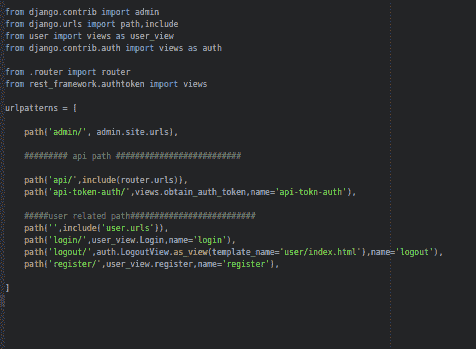 from django.contrib import admin
from django.urls import path,include
from user import views as user_view
from django.contrib.auth import views as auth
from .router import router
from rest_framework.authtoken import views
urlpatterns = [
path('admin/', admin.site.urls),
######### api path ##########################
path('api/',include(router.urls)),
path('api-token-auth/',views.obtain_auth_token,name='api-tokn-auth'),
#####user related path##########################
path('',include('user.urls')),
path('login/',user_view.Login,name='login'),
path('logout/',auth.LogoutView.as_view(template_name='user/index.html'),name='logout'),
path('register/',user_view.register,name='register'),
]